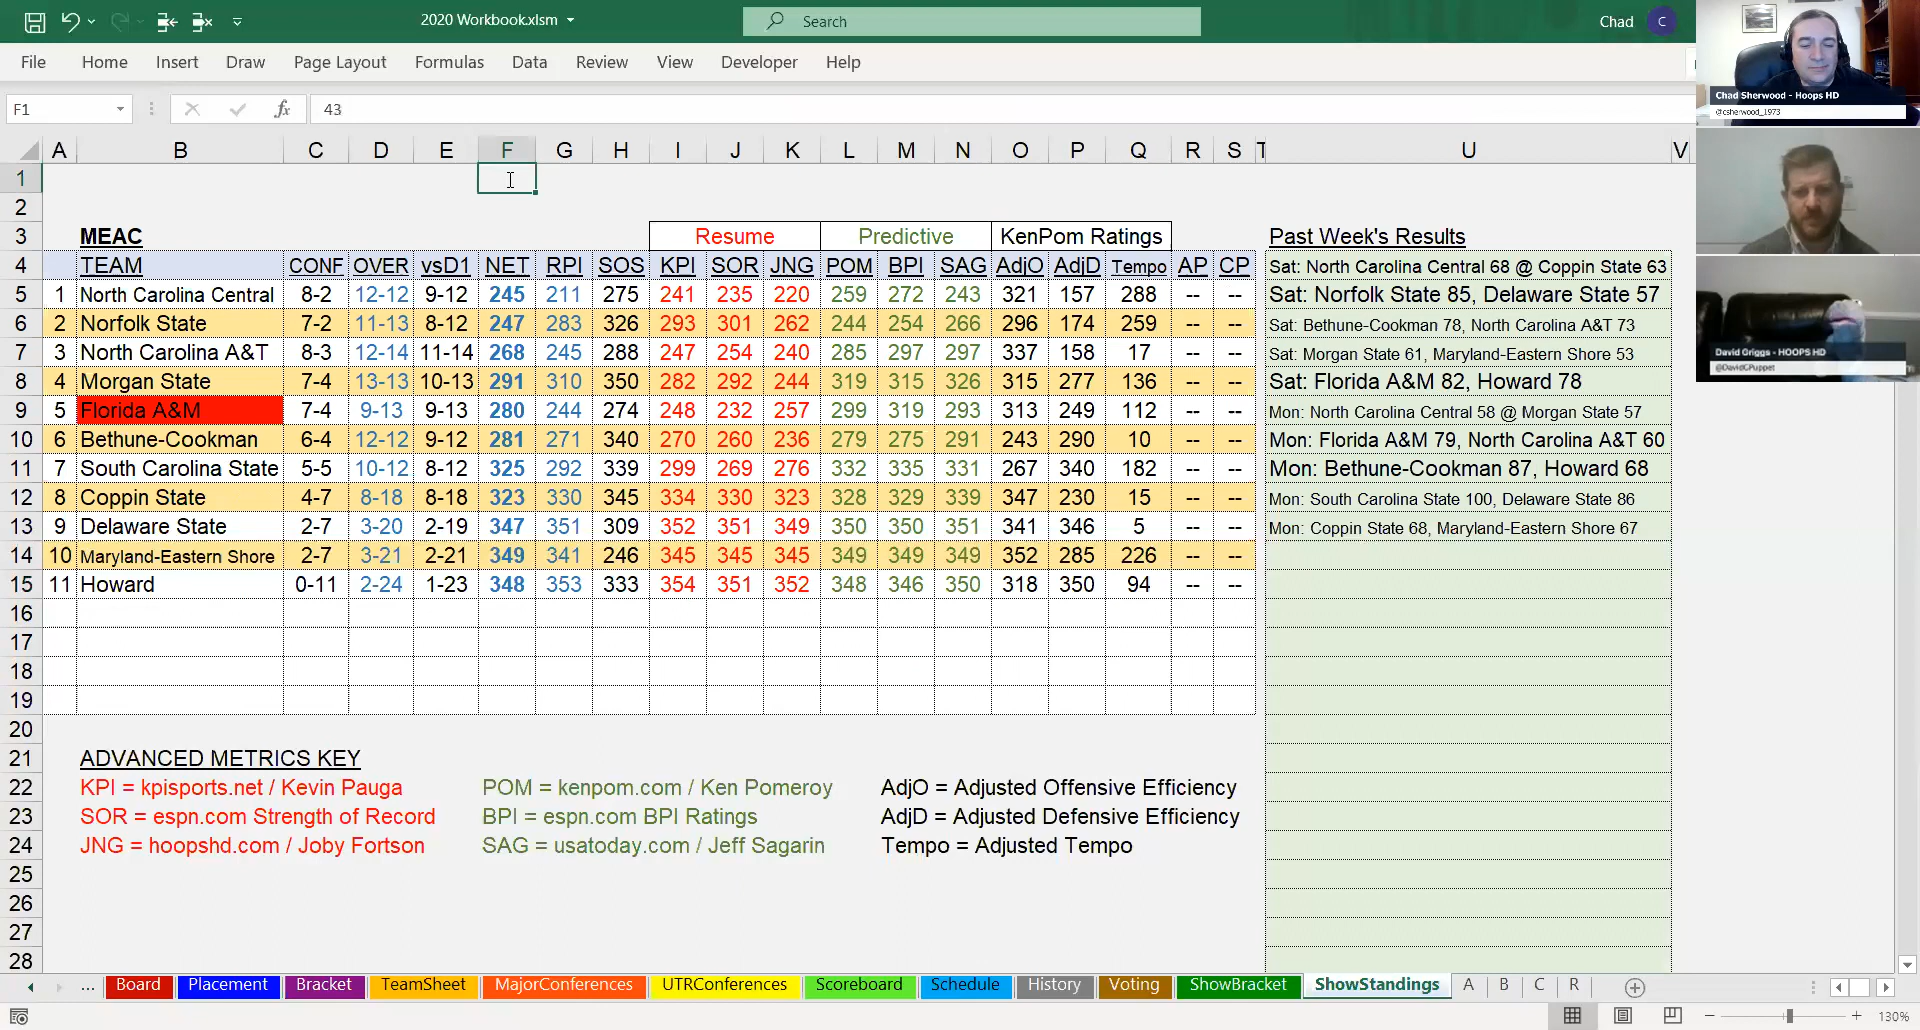 2020 Workbook.xlsm
Search
Chad
C
File Home Insert Draw Page Layout Formulas Data Review View Developer Help
F1
fx
43
A B C D E F G H I J K L M N O P Q R S T U V
1
2
3 MEAC Resume Predictive KenPom Ratings Past Week's Results
4 TEAM CONF OVER vsD1 NET RPI SOS KPI SOR JNG POM BPI SAG AdjO AdjD Tempo AP CP Sat: North Carolina Central 68 @ Coppin State 63
5 1 North Carolina Central 8-2 12-12 9-12 245 211 275 241 235 220 259 272 243 321 157 288 -- -- Sat: Norfolk State 85, Delaware State 57
6 2 Norfolk State 7-2 11-13 8-12 247 283 326 293 301 262 244 254 266 296 174 259 -- -- Sat: Bethune-Cookman 78, North Carolina A&T 73
7 3 North Carolina A&T 8-3 12-14 11-14 268 245 288 247 254 240 285 297 297 337 158 17 -- -- Sat: Morgan State 61, Maryland-Eastern Shore 53
8 4 Morgan State 7-4 13-13 10-13 291 310 350 282 292 244 319 315 326 315 277 136 -- -- Sat: Florida A&M 82, Howard 78
9 5 Florida A&M 7-4 9-13 9-13 280 244 274 248 232 257 299 319 293 313 249 112 -- -- Mon: North Carolina Central 58 @ Morgan State 57
10 6 Bethune-Cookman 6-4 12-12 9-12 281 271 340 270 260 236 279 275 291 243 290 10 -- -- Mon: Florida A&M 79, North Carolina A&T 60
11 7 South Carolina State 5-5 10-12 8-12 325 292 339 299 269 276 332 335 331 267 340 182 -- -- Mon: Bethune-Cookman 87, Howard 68
12 8 Coppin State 4-7 8-18 8-18 323 330 345 334 330 323 328 329 339 347 230 15 -- -- Mon: South Carolina State 100, Delaware State 86
13 9 Delaware State 2-7 3-20 2-19 347 351 309 352 351 349 350 350 351 341 346 5 -- -- Mon: Coppin State 68, Maryland-Eastern Shore 67
14 10 Maryland-Eastern Shore 2-7 3-21 2-21 349 341 246 345 345 345 349 349 349 352 285 226 -- --
15 11 Howard 0-11 2-24 1-23 348 353 333 354 351 352 348 346 350 318 350 94 -- --
16
17
18
19
20
21 ADVANCED METRICS KEY
22 KPI = kpisports.net / Kevin Pauga POM = kenpom.com / Ken Pomeroy AdjO = Adjusted Offensive Efficiency
23 SOR = espn.com Strength of Record BPI = espn.com BPI Ratings AdjD = Adjusted Defensive Efficiency
24 JNG = hoopshd.com / Joby Fortson SAG = usatoday.com / Jeff Sagarin Tempo = Adjusted Tempo
25
26
27
28
... Board Placement Bracket TeamSheet MajorConferences UTRConferences Scoreboard Schedule History Voting ShowBracket ShowStandings A B C R
130%
Chad Sherwood - Hoops HD
@csherwood_1973
David Griggs - HOOPS HD
@DavidGPuppet